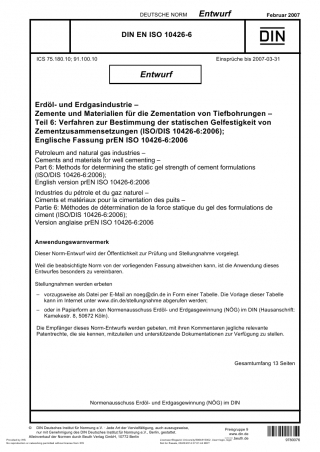 DEUTSCHE NORM Entwurf Februar 2007
DIN EN ISO 10426-6
DIN
ICS 75.180.10; 91.100.10 Einsprüche bis 2007-03-31
Entwurf
Erdöl- und Erdgasindustrie –
Zemente und Materialien für die Zementation von Tiefbohrungen –
Teil 6: Verfahren zur Bestimmung der statischen Gelfestigkeit von
Zementzusammensetzungen (ISO/DIS 10426-6:2006);
Englische Fassung prEN ISO 10426-6:2006
Petroleum and natural gas industries –
Cements and materials for well cementing –
Part 6: Methods for determining the static gel strength of cement formulations
(ISO/DIS 10426-6:2006);
English version prEN ISO 10426-6:2006
Industries du pétrole et du gaz naturel –
Ciments et matériaux pour la cimentation des puits –
Partie 6: Méthodes de détermination de la force statique du gel des formulations de
ciment (ISO/DIS 10426-6:2006);
Version anglaise prEN ISO 10426-6:2006
Anwendungswarnvermerk
Dieser Norm-Entwurf wird der Öffentlichkeit zur Prüfung und Stellungnahme vorgelegt.
Weil die beabsichtigte Norm von der vorliegenden Fassung abweichen kann, ist die Anwendung dieses
Entwurfes besonders zu vereinbaren.
Stellungnahmen werden erbeten
– vorzugsweise als Datei per E-Mail an noeg@din.de in Form einer Tabelle. Die Vorlage dieser Tabelle
kann im Internet unter www.din.de/stellungnahme abgerufen werden;
– oder in Papierform an den Normenausschuss Erdöl- und Erdgasgewinnung (NÖG) im DIN (Hausanschrift:
Kamekestr. 8, 50672 Köln).
Die Empfänger dieses Norm-Entwurfs werden gebeten, mit ihren Kommentaren jegliche relevante
Patentrechte, die sie kennen, mitzuteilen und unterstützende Dokumentationen zur Verfügung zu stellen.
Gesamtumfang 13 Seiten
Normenausschuss Erdöl- und Erdgasgewinnung (NÖG) im DIN
© DIN Deutsches Institut für Normung e.V. · Jede Art der Vervielfältigung, auch auszugsweise,
nur mit Genehmigung des DIN Deutsches Institut für Normung e.V., Berlin, gestattet.
Alleinverkauf der Normen durch Beuth Verlag GmbH, 10772 Berlin
Preisgruppe 9
www.din.de